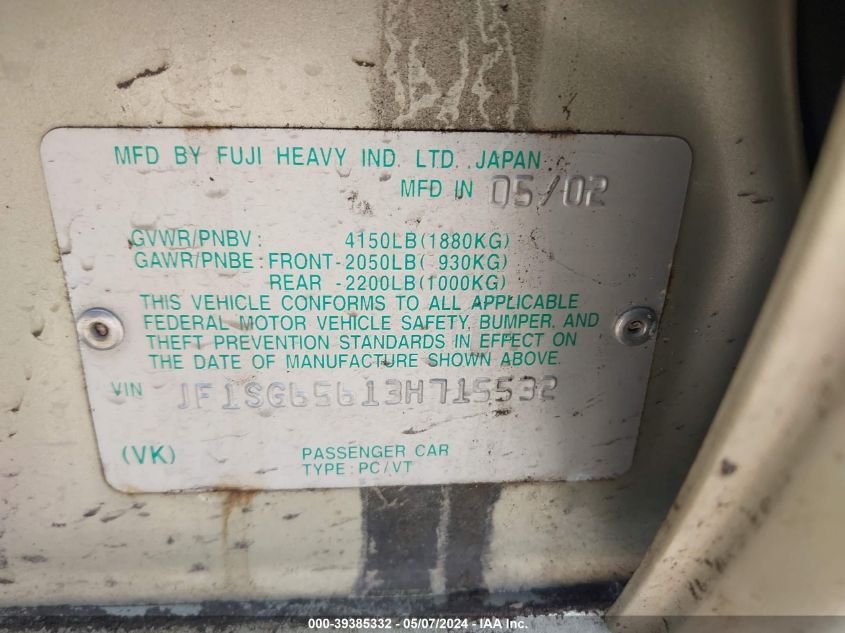 MFD BY FUJI HEAVY IND. LTD. JAPAN
MFD IN 05/02
GVWR/PNBV: 4150LB(1880KG)
GAWR/PNBE: FRONT-2050LB( 930KG)
REAR -2200LB(1000KG)
THIS VEHICLE CONFORMS TO ALL APPLICABLE
FEDERAL MOTOR VEHICLE SAFETY, BUMPER, AND
THEFT PREVENTION STANDARDS IN EFFECT ON
THE DATE OF MANUFACTURE SHOWN ABOVE.
VIN JF1SG65613H715532
(VK) PASSENGER CAR
TYPE: PC/VT
000-39385332 - 05/07/2024 - IAA Inc.